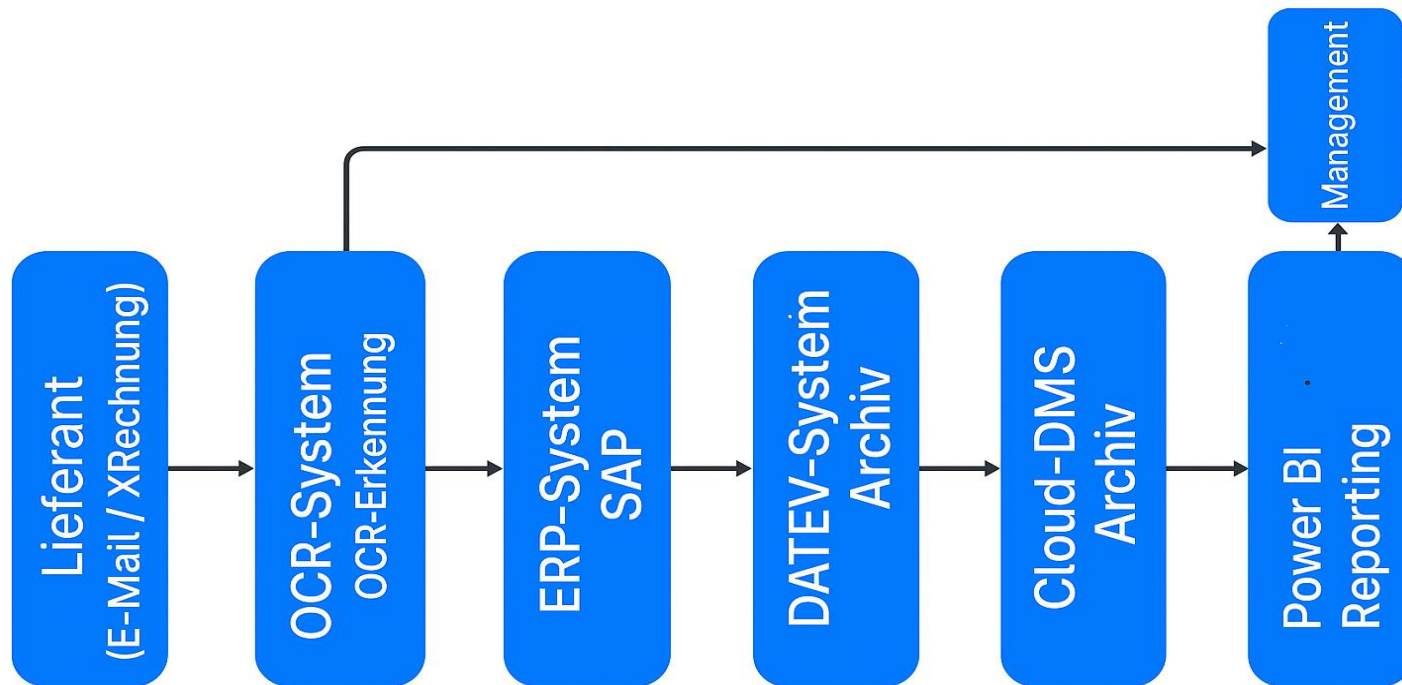 Lieferant
(E-Mail / XRechnung)
OCR-System
OCR-Erkennung
ERP-System
SAP
DATEV-System
Archiv
Cloud-DMS
Archiv
Power BI
Reporting
Management